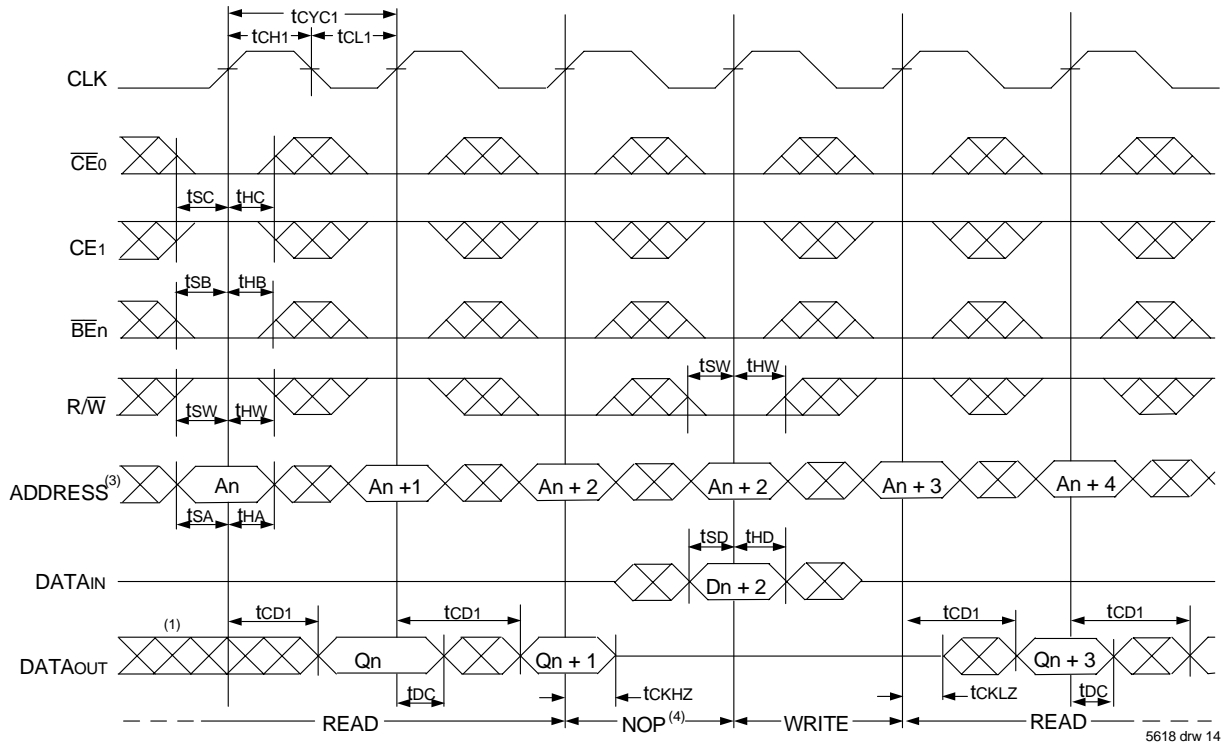 tCYC1
tCH1 tCL1
CLK
CE0
tSC tHC
CE1
tSB tHB
BEn
tSW tHW
R/W
tSW tHW
ADDRESS(3) An An +1 An + 2 An + 2 An + 3 An + 4
tSA tHA
tSD tHD
DATAIN Dn + 2
tCD1 tCD1 tCD1 tCD1
(1)
DATAOUT Qn Qn + 1 Qn + 3
tDC tCKHZ tCKLZ tDC
READ NOP(4) WRITE READ
5618 drw 14